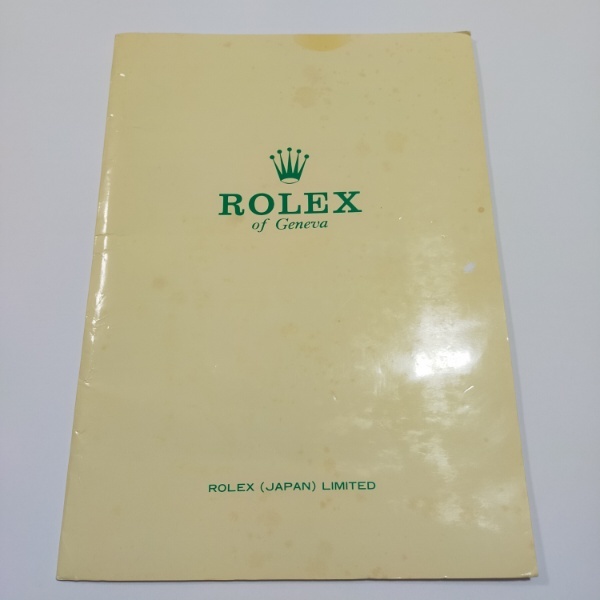 ROLEX
of Geneva
ROLEX (JAPAN) LIMITED